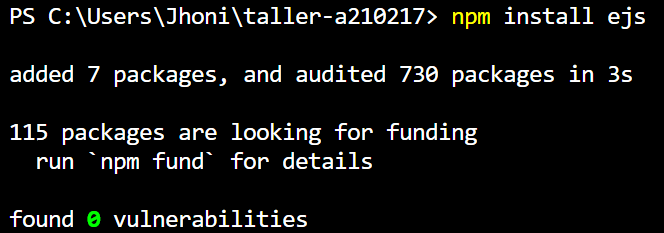 PS C:\Users\Jhoni\taller-a210217> npm install ejs
added 7 packages, and audited 730 packages in 3s
115 packages are looking for funding
  run `npm fund` for details
found 0 vulnerabilities